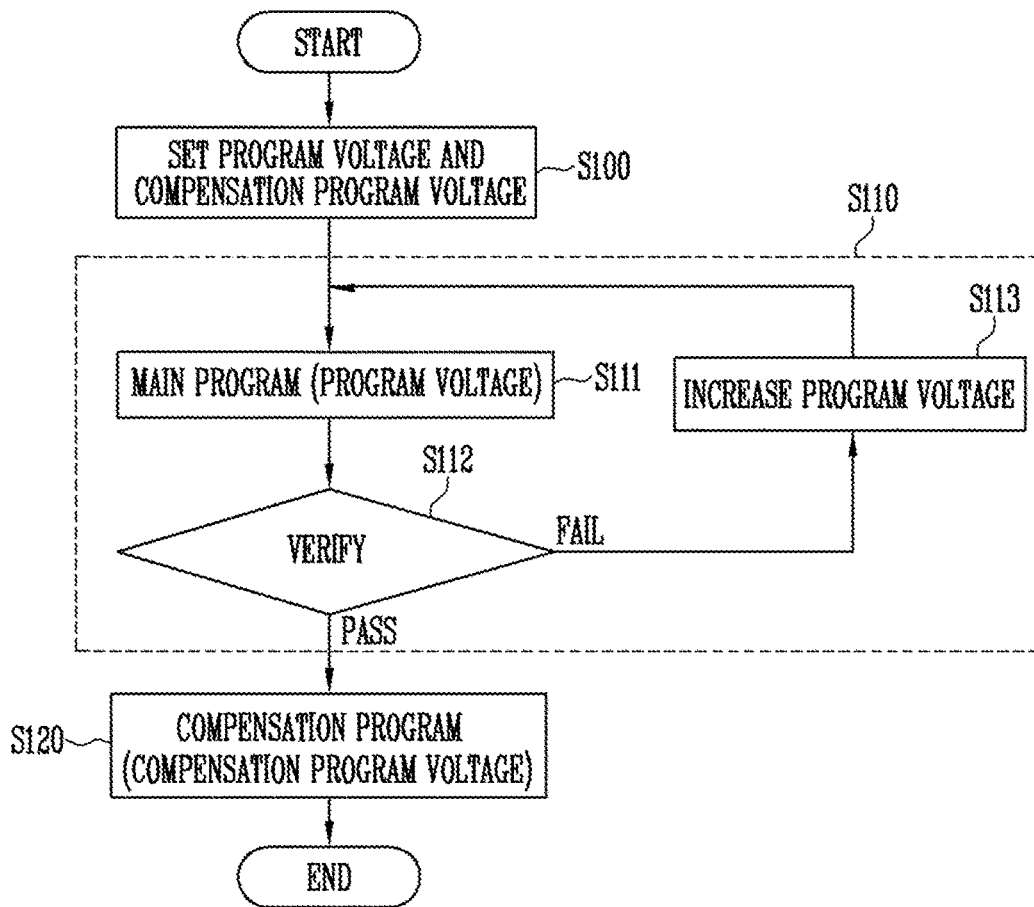 START
SET PROGRAM VOLTAGE AND
COMPENSATION PROGRAM VOLTAGE
S100
S110
S113
MAIN PROGRAM (PROGRAM VOLTAGE)
S111
INCREASE PROGRAM VOLTAGE
S112
VERIFY
FAIL
PASS
S120
COMPENSATION PROGRAM
(COMPENSATION PROGRAM VOLTAGE)
END